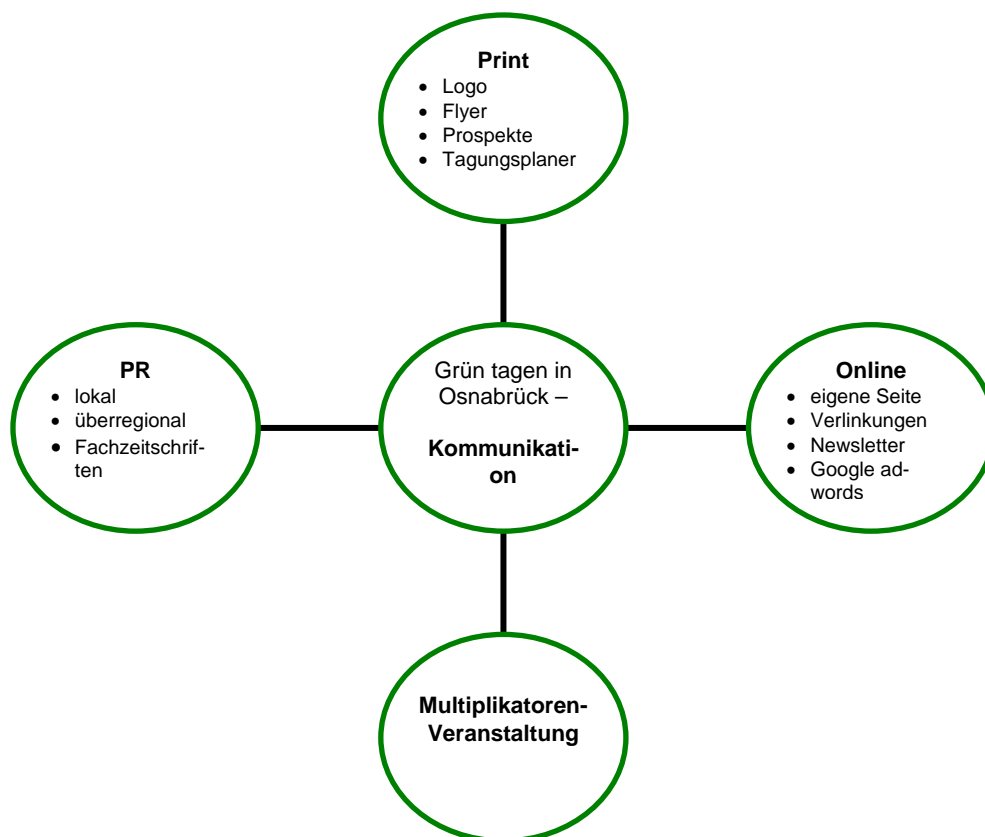 Print
• Logo
• Flyer
• Prospekte
• Tagungsplaner
PR
• lokal
• überregional
• Fachzeitschrif-
ten
Grün tagen in
Osnabrück –
Kommunikati-
on
Online
• eigene Seite
• Verlinkungen
• Newsletter
• Google ad-
words
Multiplikatoren-
Veranstaltung